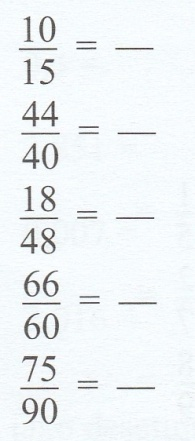 10/15 = —
44/40 = —
18/48 = —
66/60 = —
75/90 = —